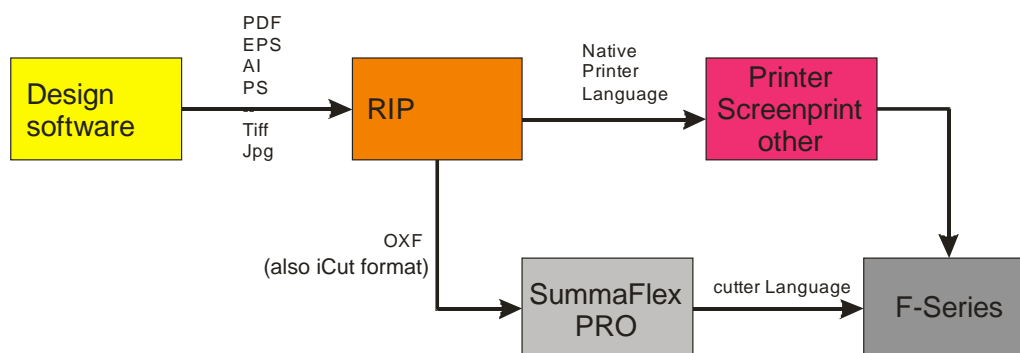 Design
software
PDF
EPS
AI
PS
--
Tiff
Jpg
RIP
Native
Printer
Language
Printer
Screenprint
other
OXF
(also iCut format)
SummaFlex
PRO
cutter Language
F-Series